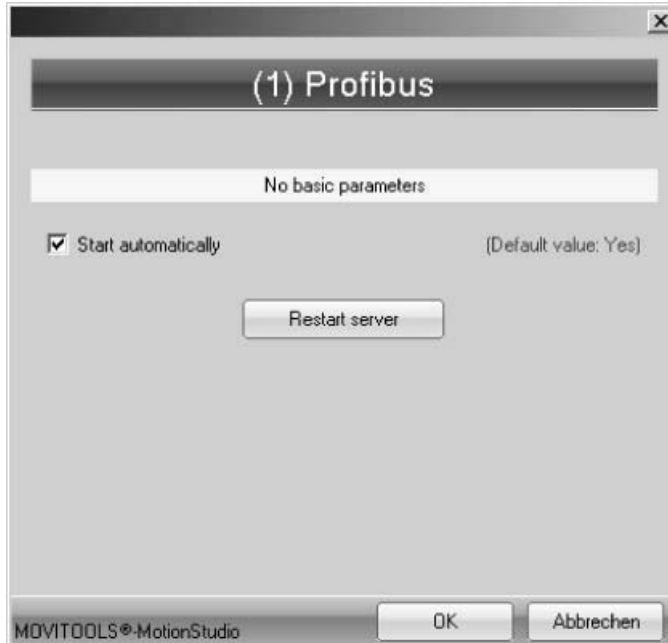 (1) Profibus
No basic parameters
Start automatically
(Default value: Yes)
Restart server
MOVITOOLS®-MotionStudio
OK
Abbrechen